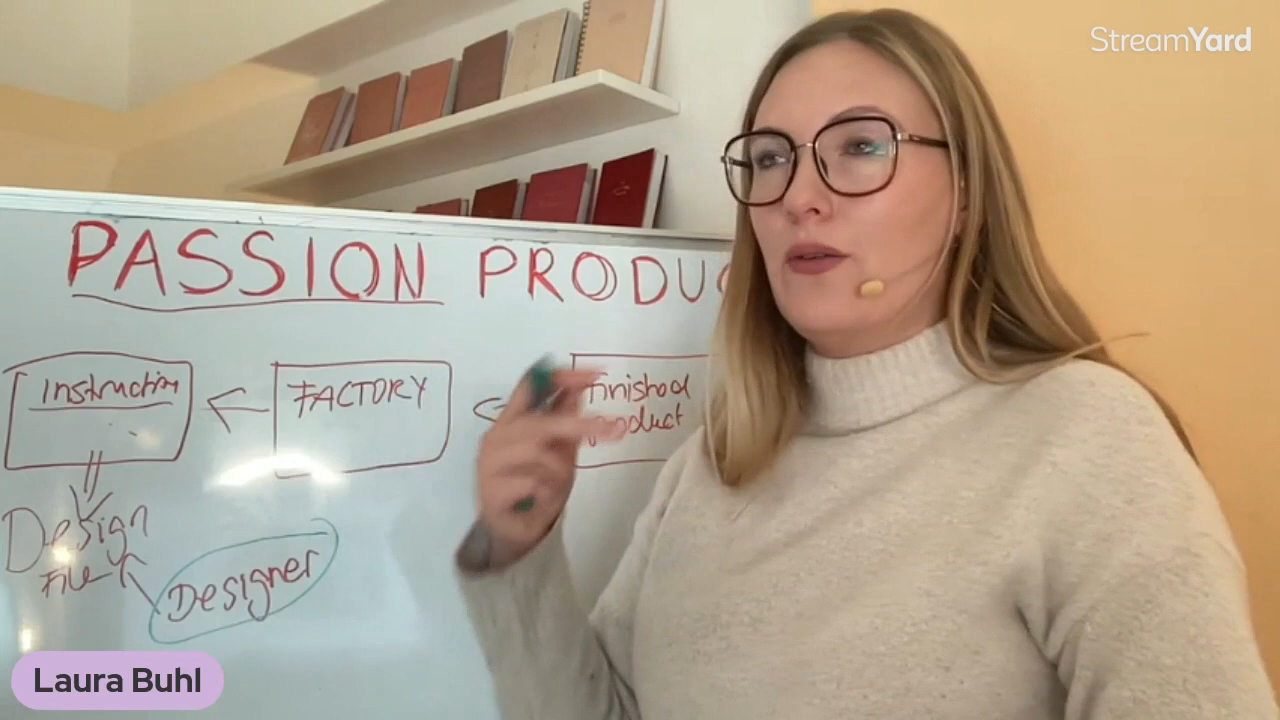 StreamYard
PASSION PRODUC
Instruction
FACTORY
Finished
product
Design
File
Designer
Laura Buhl